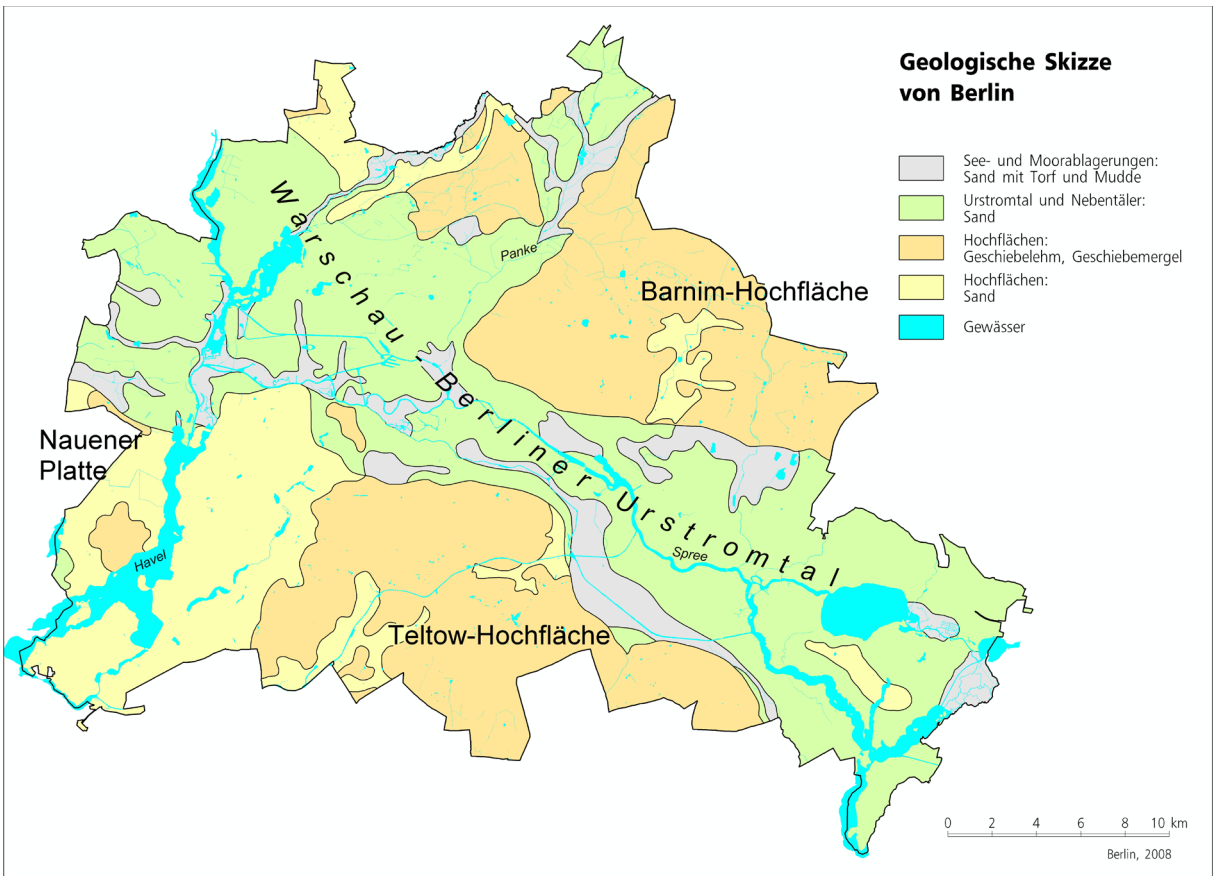 Geologische Skizze
von Berlin
See- und Moorablagerungen:
Sand mit Torf und Mudde
Urstromtal und Nebentäler:
Sand
Hochflächen:
Geschiebelehm, Geschiebemergel
Hochflächen:
Sand
Gewässer
Warschau - Berliner Urstromtal
Panke
Barnim-Hochfläche
Nauener
Platte
Havel
Spree
Teltow-Hochfläche
0 2 4 6 8 10 km
Berlin, 2008